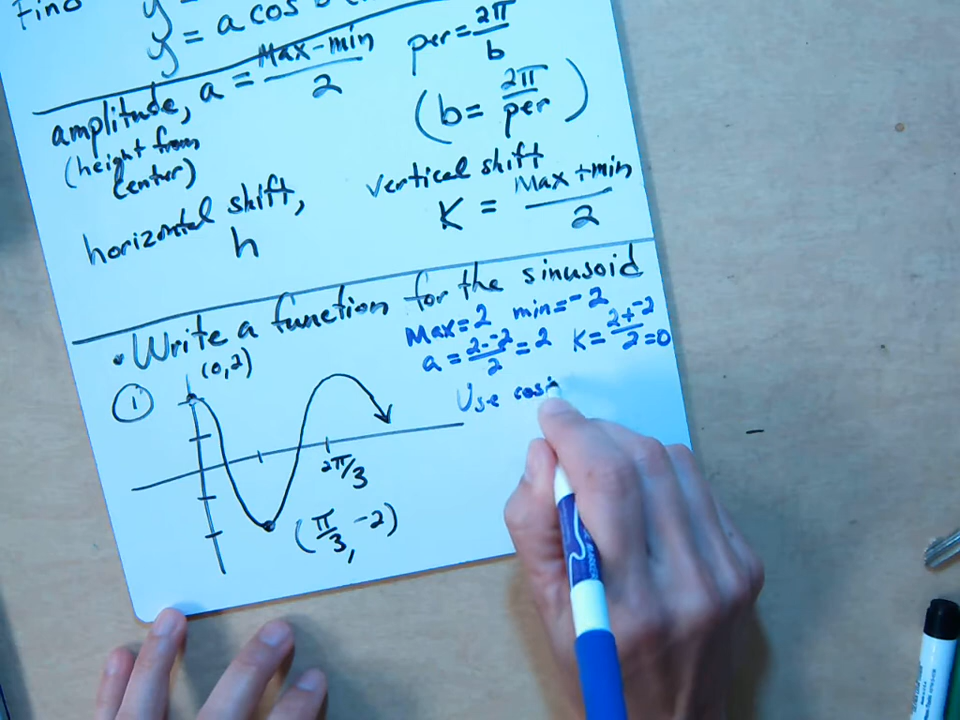 Find
y = a cos b
amplitude, a = Max-min / 2
(height from center)
per = 2π / b
(b = 2π / per)
horizontal shift, h
vertical shift
K = Max+min / 2
• Write a function for the sinusoid
Max=2 min=-2
a = 2--2 / 2 = 2 K = 2+-2 / 2 = 0
Use cosi
① (0,2)
2π/3
(π/3, -2)